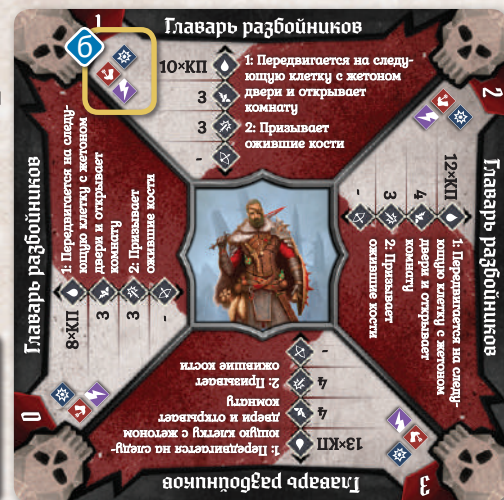 1
6
Главарь разбойников
10×КП
3
3
-
1: Передвигается на следу-
ющую клетку с жетоном
двери и открывает
комнату
2: Призывает
ожившие кости
2
Главарь разбойников
12×КП
4
3
-
1: Передвигается на следу-
ющую клетку с жетоном
двери и открывает
комнату
2: Призывает
ожившие кости
3
Главарь разбойников
13×КП
4
4
-
1: Передвигается на следу-
ющую клетку с жетоном
двери и открывает
комнату
2: Призывает
ожившие кости
0
Главарь разбойников
8×КП
3
3
-
1: Передвигается на следу-
ющую клетку с жетоном
двери и открывает
комнату
2: Призывает
ожившие кости